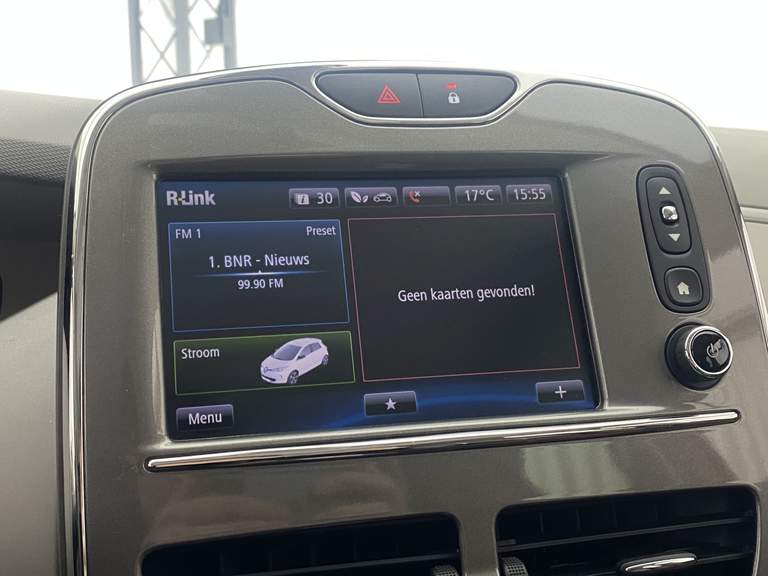 R-Link 30 17°C 15:55
FM 1 Preset
1. BNR - Nieuws
99.90 FM
Geen kaarten gevonden!
Stroom
Menu